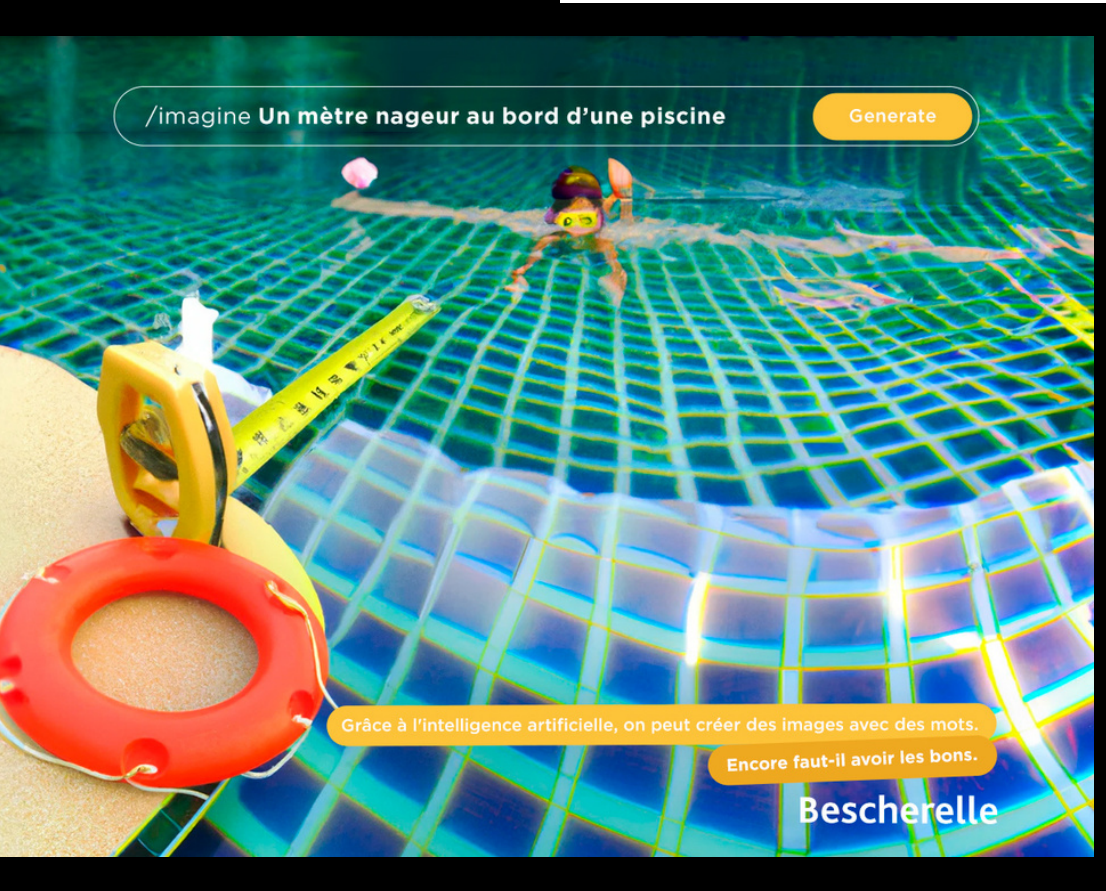 /imagine Un mètre nageur au bord d'une piscine
Generate
Grâce à l'intelligence artificielle, on peut créer des images avec des mots.
Encore faut-il avoir les bons.
Bescherelle